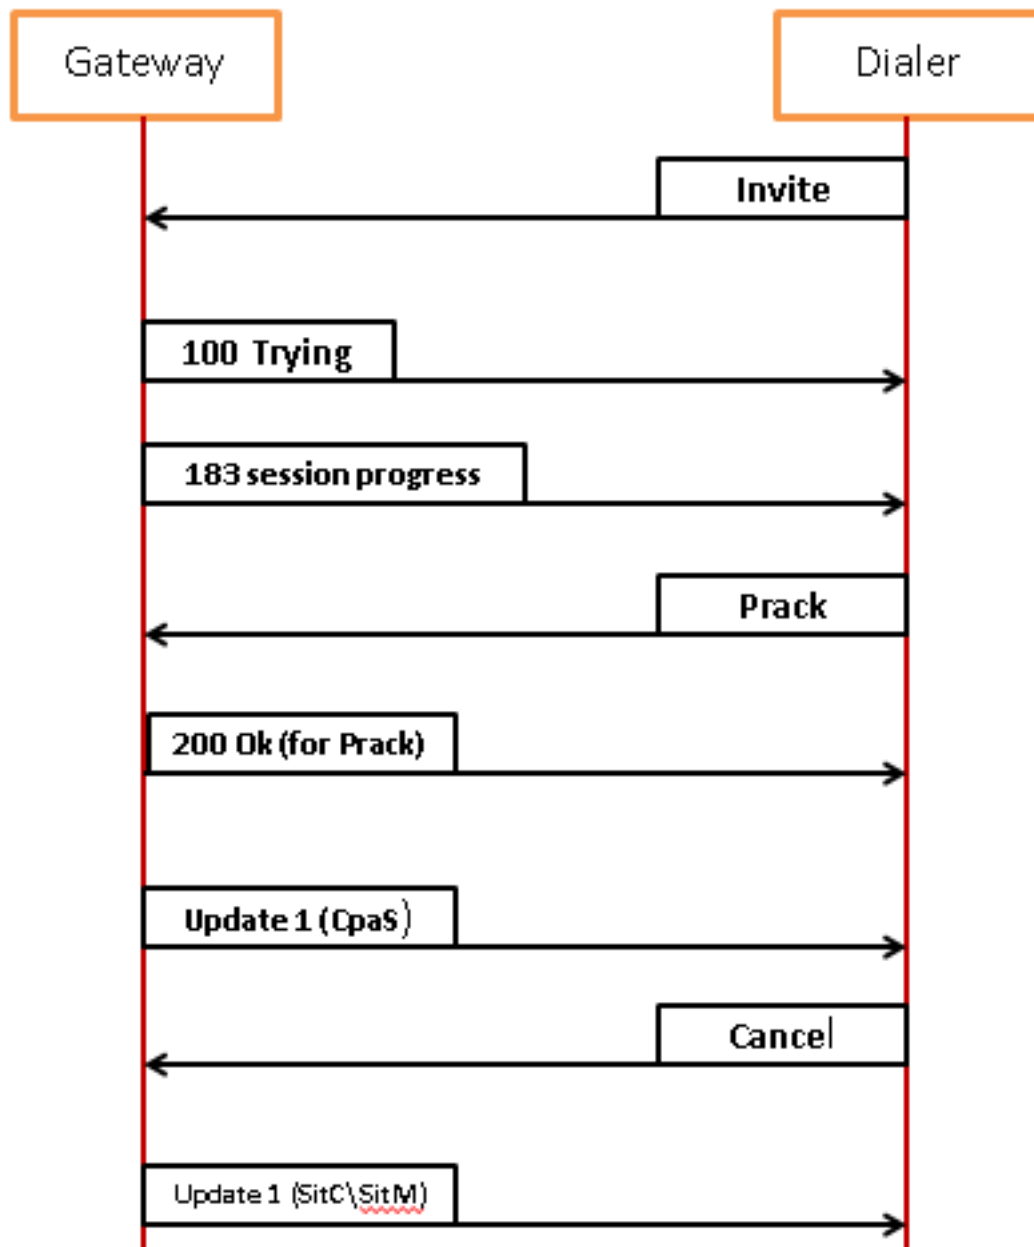 Gateway
Dialer
Invite
100 Trying
183 session progress
Prack
200 Ok (for Prack)
Update 1 (CpaS)
Cancel
Update 1 (SitC\SitM)